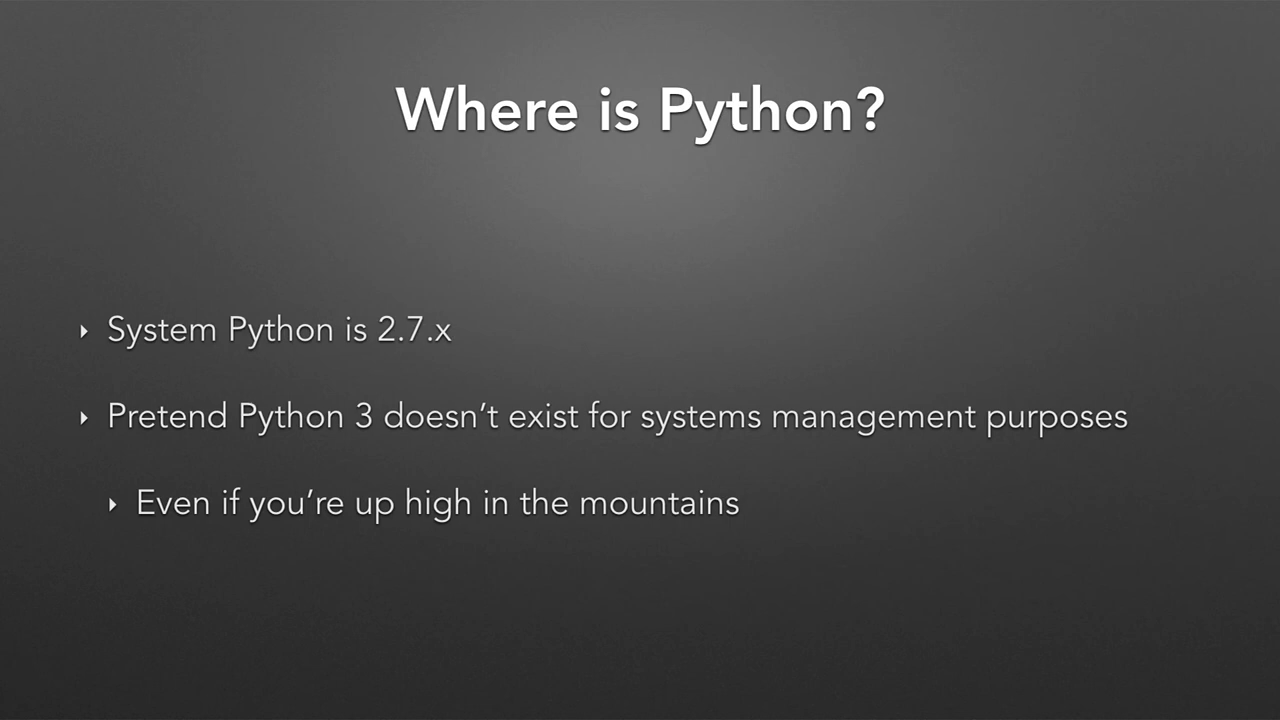 Where is Python?
System Python is 2.7.x
Pretend Python 3 doesn’t exist for systems management purposes
Even if you’re up high in the mountains